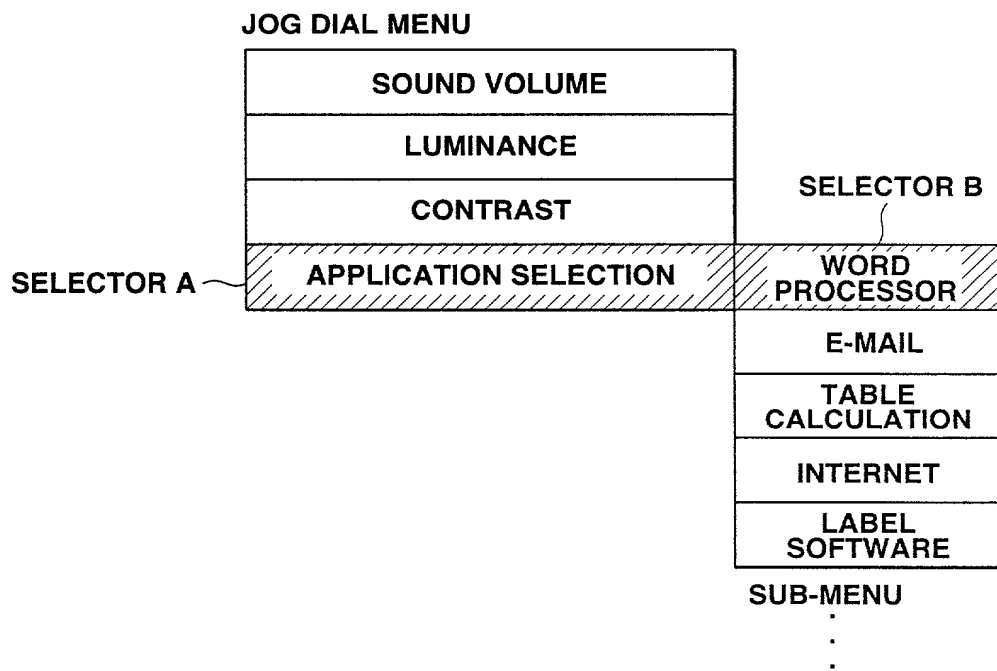 JOG DIAL MENU
SOUND VOLUME
LUMINANCE
CONTRAST
SELECTOR B
SELECTOR A
APPLICATION SELECTION
WORD
PROCESSOR
E-MAIL
TABLE
CALCULATION
INTERNET
LABEL
SOFTWARE
SUB-MENU